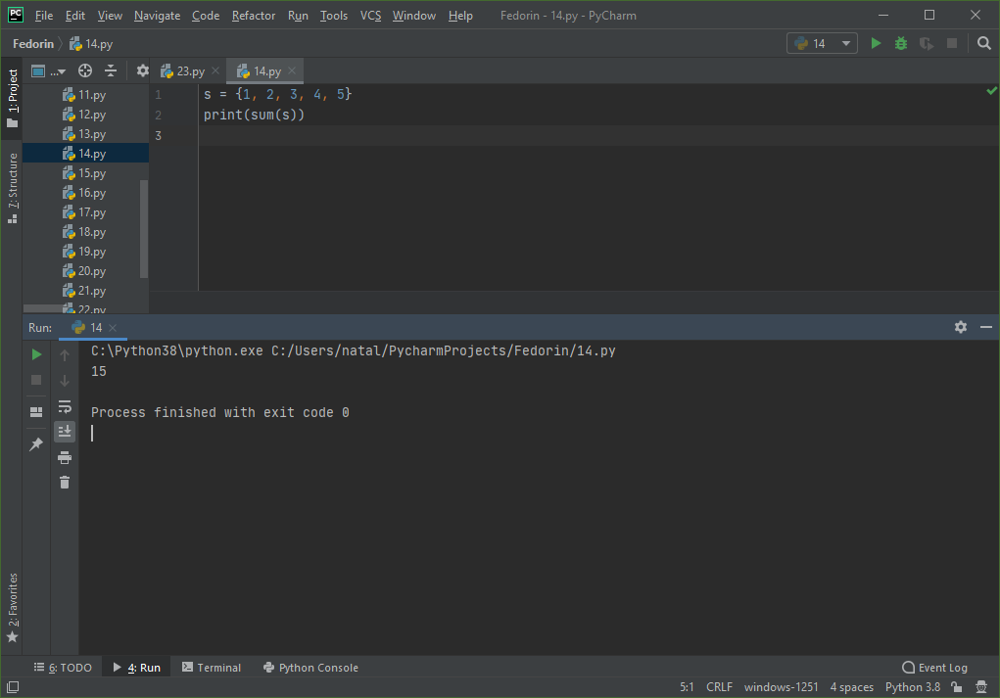 PC File Edit View Navigate Code Refactor Run Tools VCS Window Help Fedorin - 14.py - PyCharm
Fedorin 14.py 14
1: Project
... 23.py 14.py
11.py
12.py
13.py
14.py
15.py
16.py
17.py
18.py
19.py
20.py
21.py
22.py
7: Structure
1 s = {1, 2, 3, 4, 5}
2 print(sum(s))
3
Run: 14
C:\Python38\python.exe C:/Users/natal/PycharmProjects/Fedorin/14.py
15
Process finished with exit code 0
2: Favorites
6: TODO 4: Run Terminal Python Console Event Log
5:1 CRLF windows-1251 4 spaces Python 3.8